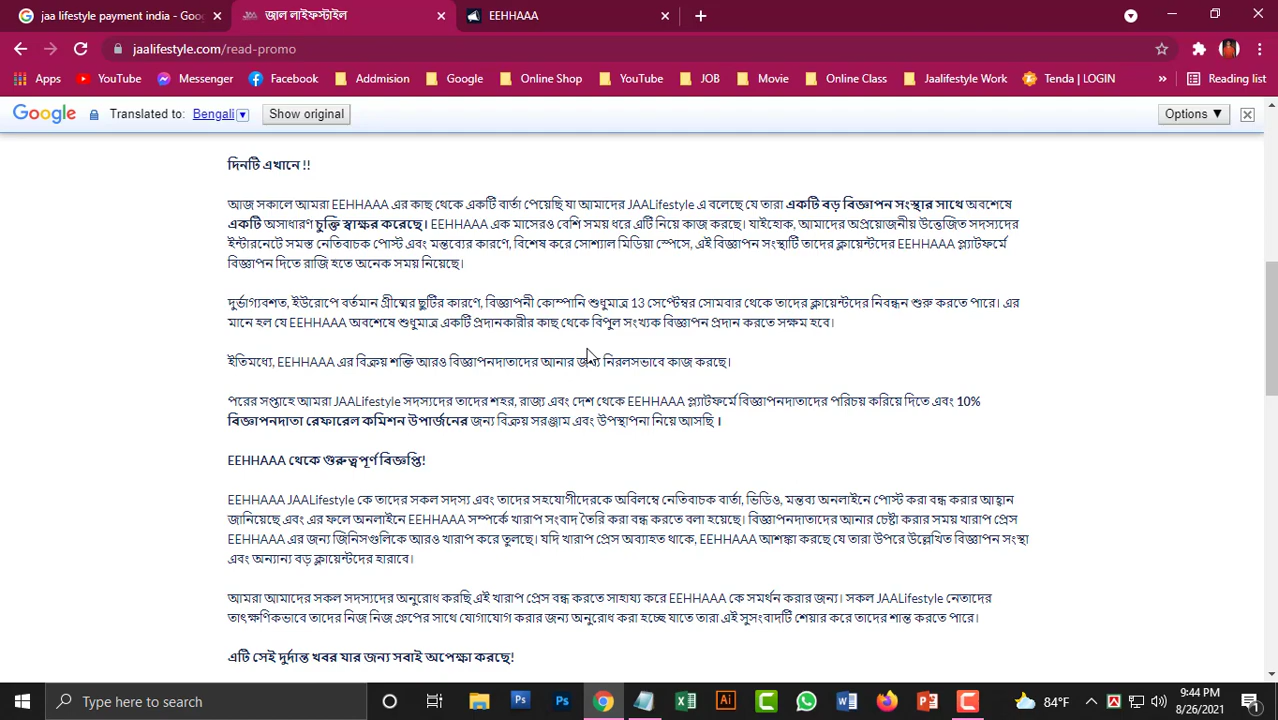 jaa lifestyle payment india - Goo
জাল লাইফস্টাইল
EEHHAAA
jaalifestyle.com/read-promo
Apps YouTube Messenger Facebook Addmision Google Online Shop YouTube JOB Movie Online Class Jaalifestyle Work Tenda | LOGIN » Reading list
Google Translated to: Bengali Show original Options ▼
দিনটি এখানে !!
আজ সকালে আমরা EEHHAAA এর কাছ থেকে একটি বার্তা পেয়েছি যা আমাদের JAALifestyle এ বলেছে যে তারা একটি বড় বিজ্ঞাপন সংস্থার সাথে অবশেষে
একটি অসাধারণ চুক্তি স্বাক্ষর করেছে। EEHHAAA এক মাসেরও বেশি সময় ধরে এটি নিয়ে কাজ করছে। যাইহোক, আমাদের অপ্রয়োজনীয় উত্তেজিত সদস্যদের
ইন্টারনেটে সমস্ত নেতিবাচক পোস্ট এবং মন্তব্যের কারণে, বিশেষ করে সোশ্যাল মিডিয়া স্পেসে, এই বিজ্ঞাপন সংস্থাটি তাদের ক্লায়েন্টদের EEHHAAA প্ল্যাটফর্মে
বিজ্ঞাপন দিতে রাজি হতে অনেক সময় নিয়েছে।
দুর্ভাগ্যবশত, ইউরোপে বর্তমান গ্রীষ্মের ছুটির কারণে, বিজ্ঞাপনী কোম্পানি শুধুমাত্র 13 সেপ্টেম্বর সোমবার থেকে তাদের ক্লায়েন্টদের নিবন্ধন শুরু করতে পারে। এর
মানে হল যে EEHHAAA অবশেষে শুধুমাত্র একটি প্রদানকারীর কাছ থেকে বিপুল সংখ্যক বিজ্ঞাপন প্রদান করতে সক্ষম হবে।
ইতিমধ্যে, EEHHAAA এর বিক্রয় শক্তি আরও বিজ্ঞাপনদাতাদের আনার জন্য নিরলসভাবে কাজ করছে।
পরের সপ্তাহে আমরা JAALifestyle সদস্যদের তাদের শহর, রাজ্য এবং দেশ থেকে EEHHAAA প্ল্যাটফর্মে বিজ্ঞাপনদাতাদের পরিচয় করিয়ে দিতে এবং 10%
বিজ্ঞাপনদাতা রেফারেল কমিশন উপার্জনের জন্য বিক্রয় সরঞ্জাম এবং উপস্থাপনা নিয়ে আসছি ।
EEHHAAA থেকে গুরুত্বপূর্ণ বিজ্ঞপ্তি!
EEHHAAA JAALifestyle কে তাদের সকল সদস্য এবং তাদের সহযোগীদেরকে অবিলম্বে নেতিবাচক বার্তা, ভিডিও, মন্তব্য অনলাইনে পোস্ট করা বন্ধ করার আহ্বান
জানিয়েছে এবং এর ফলে অনলাইনে EEHHAAA সম্পর্কে খারাপ সংবাদ তৈরি করা বন্ধ করতে বলা হয়েছে। বিজ্ঞাপনদাতাদের আনার চেষ্টা করার সময় খারাপ প্রেস
EEHHAAA এর জন্য জিনিসগুলিকে আরও খারাপ করে তুলছে। যদি খারাপ প্রেস অব্যাহত থাকে, EEHHAAA আশঙ্কা করছে যে তারা উপরে উল্লেখিত বিজ্ঞাপন সংস্থা
এবং অন্যান্য বড় ক্লায়েন্টদের হারাবে।
আমরা আমাদের সকল সদস্যদের অনুরোধ করছি এই খারাপ প্রেস বন্ধ করতে সাহায্য করে EEHHAAA কে সমর্থন করার জন্য। সকল JAALifestyle নেতাদের
তাৎক্ষণিকভাবে তাদের নিজ নিজ গ্রুপের সাথে যোগাযোগ করার জন্য অনুরোধ করা হচ্ছে যাতে তারা এই সুসংবাদটি শেয়ার করে তাদের শান্ত করতে পারে।
এটি সেই দুর্দান্ত খবর যার জন্য সবাই অপেক্ষা করছে!
Type here to search
84°F
9:44 PM
8/26/2021